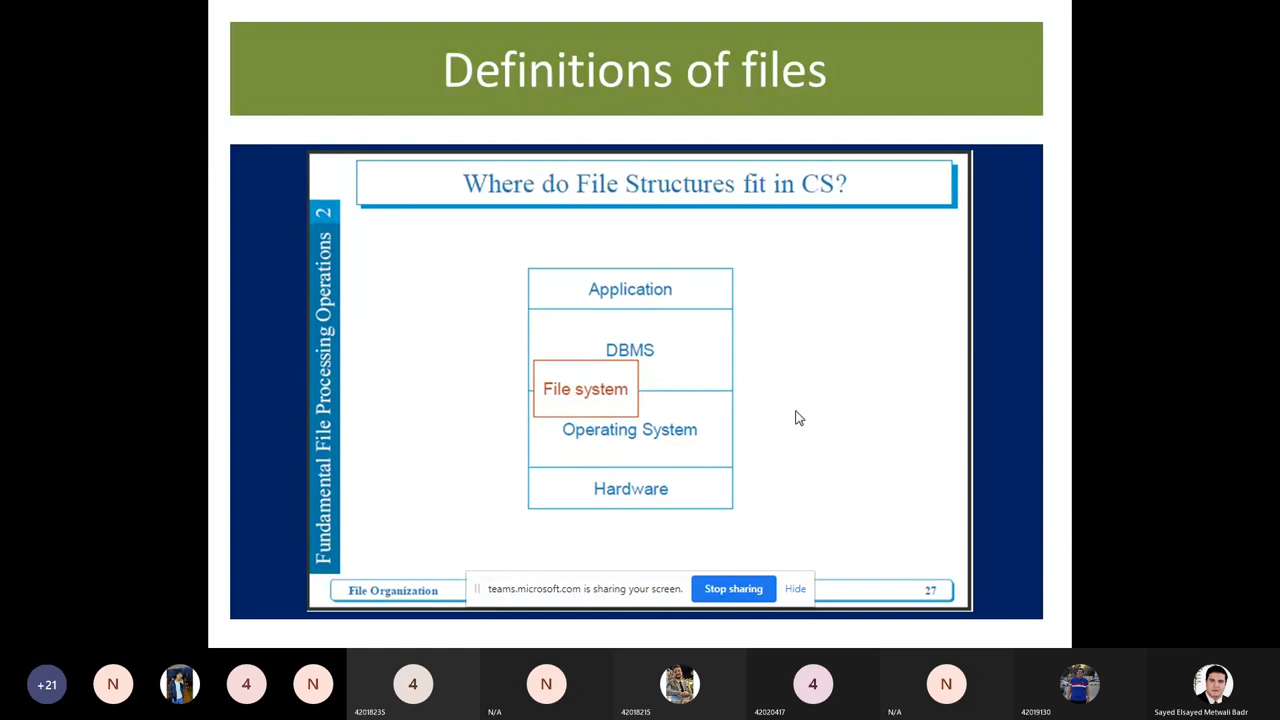 Definitions of files
Where do File Structures fit in CS?
Fundamental File Processing Operations 2
Application
DBMS
File system
Operating System
Hardware
File Organization
teams.microsoft.com is sharing your screen.
Stop sharing
Hide
27
+21
N
4
N
4
N
4
N
42018235
N/A
42018215
42020417
N/A
42019130
Sayed Elsayed Metwali Badr